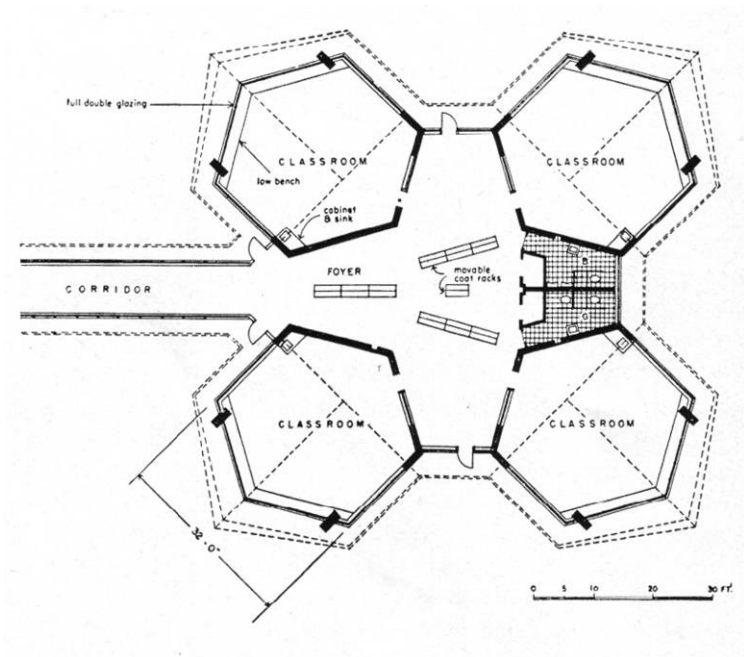 full double glazing
CLASSROOM
CLASSROOM
low bench
cabinet
& sink
FOYER
movable
coat racks
CORRIDOR
CLASSROOM
CLASSROOM
32'-0"
0 5 10 20 30 FT.